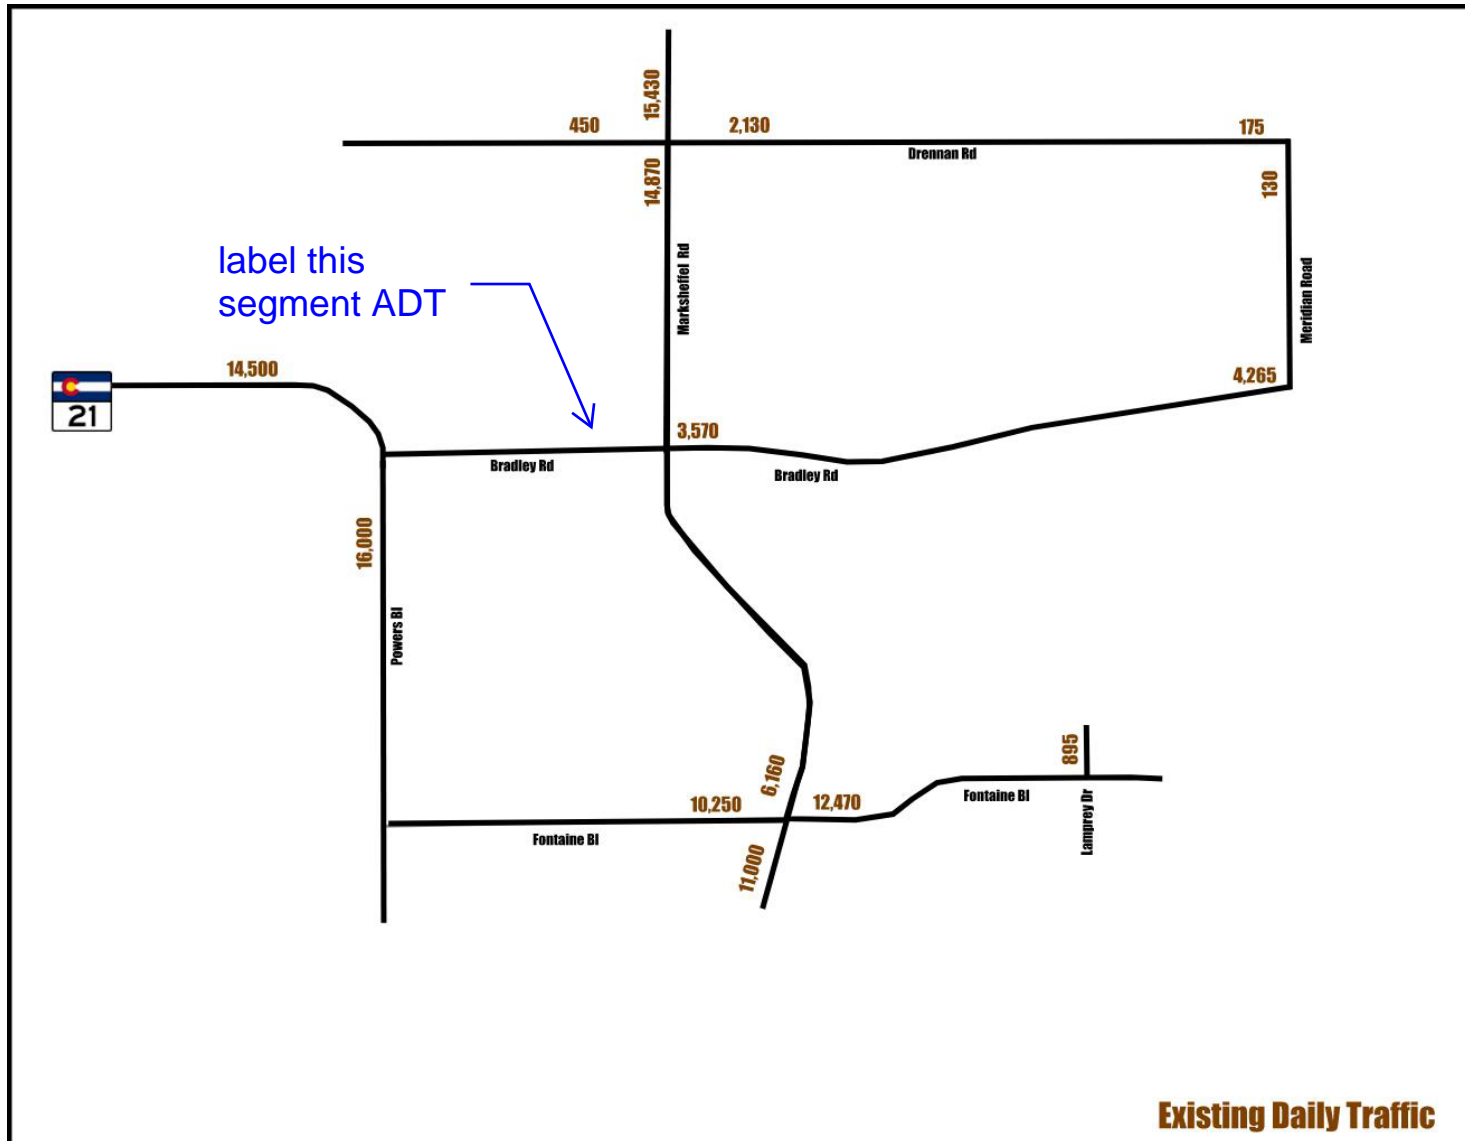 15,430
450
2,130
175
Drennan Rd
14,870
130
label this
segment ADT
Marksheffel Rd
Meridian Road
14,500
21
4,265
3,570
Bradley Rd
Bradley Rd
16,000
Powers Bl
895
6,160
10,250
12,470
Fontaine Bl
Lamprey Dr
Fontaine Bl
11,000
Existing Daily Traffic